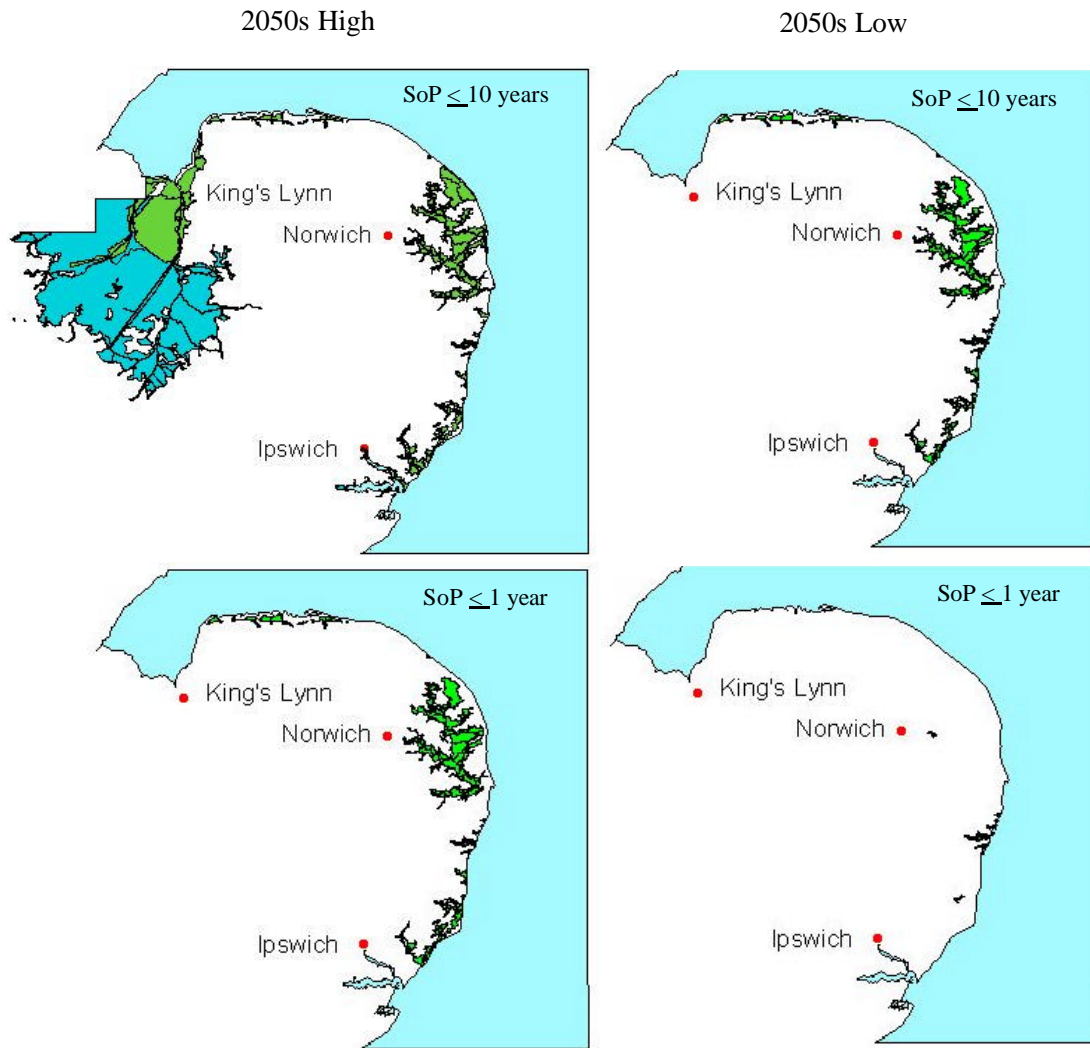 2050s High
2050s Low
SoP ≤ 10 years
King's Lynn
Norwich
Ipswich
SoP ≤ 10 years
King's Lynn
Norwich
Ipswich
SoP ≤ 1 year
King's Lynn
Norwich
Ipswich
SoP ≤ 1 year
King's Lynn
Norwich
Ipswich